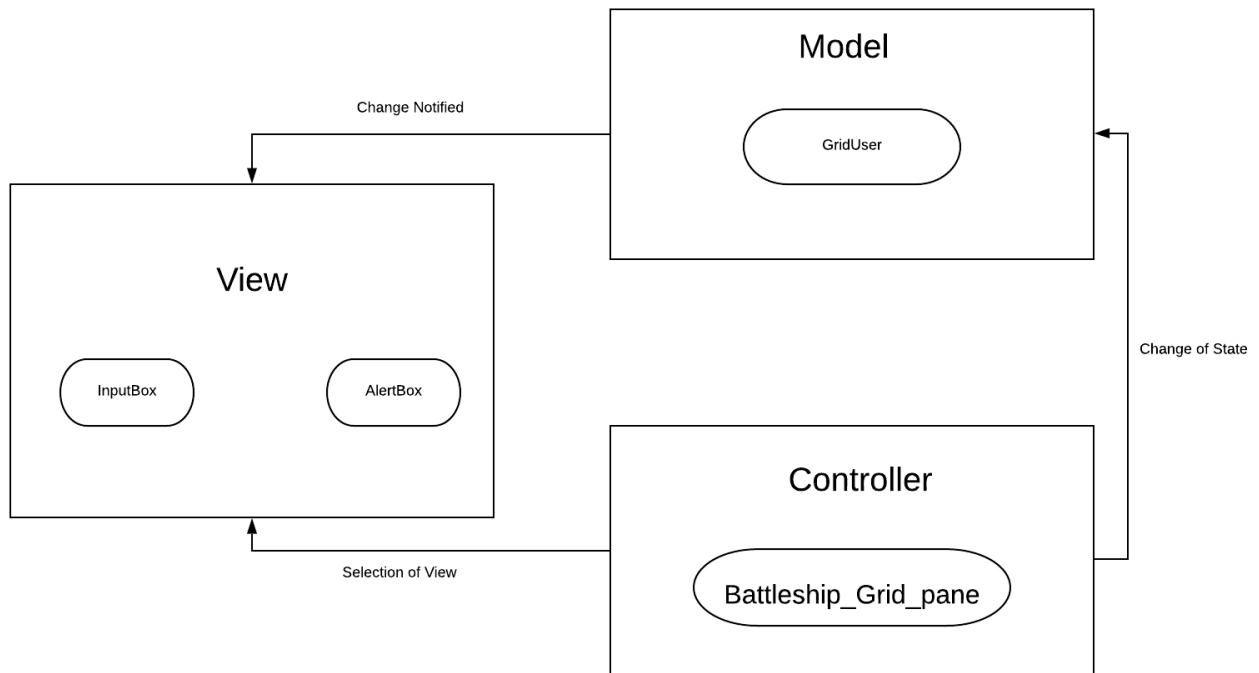 Model
Change Notified
GridUser
View
Change of State
InputBox
AlertBox
Controller
Selection of View
Battleship_Grid_pane